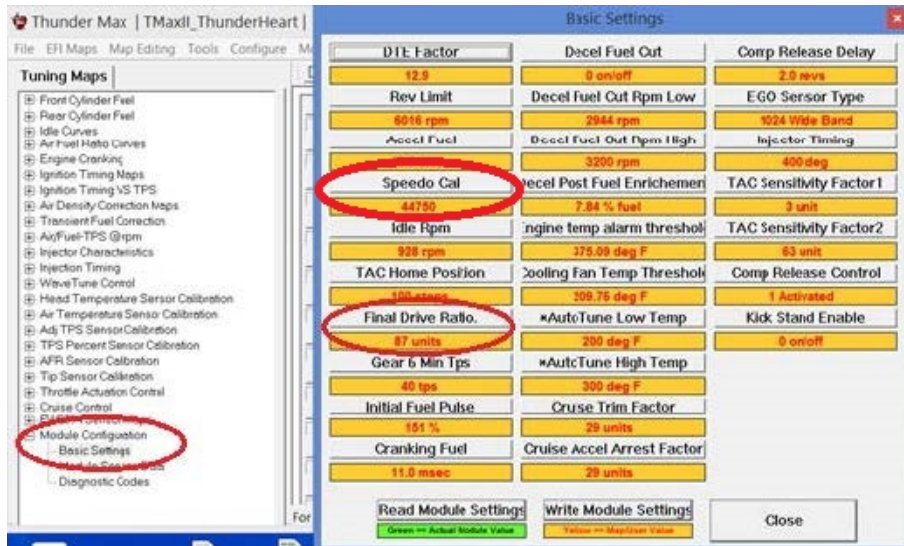 Thunder Max | TMaxII_ThunderHeart |
File EFI Maps Map Editing Tools Configure
Tuning Maps
Front Cylinder Fuel
Rear Cylinder Fuel
Idle Curves
Air Fuel Ratio Curves
Engine Cranking
Ignition Timing Maps
Ignition Timing VS TPS
Air Density Correction Maps
Transient Fuel Correction
Air/Fuel-TPS @rpm
Injector Characteristics
Injection Timing
WaveTune Control
Head Temperature Sensor Calibration
Air Temperature Sensor Calibration
Adj TPS Sensor Calibration
TPS Percent Sensor Calibration
AFR Sensor Calibration
Tip Sensor Calibration
Throttle Actuation Control
Cruise Control
Module Configuration
Basic Settings
Diagnostic Codes
For
Basic Settings
DTE Factor
12.9
Rev Limit
6016 rpm
Accel Fuel
Speedo Cal
44750
Idle Rpm
928 rpm
TAC Home Position
100 steps
Final Drive Ratio.
87 units
Gear 6 Min Tps
40 tps
Initial Fuel Pulse
151 %
Cranking Fuel
11.0 msec
Decel Fuel Cut
0 on/off
Decel Fuel Cut Rpm Low
2944 rpm
Decel Fuel Cut Rpm High
3200 rpm
Decel Post Fuel Enrichemen
7.84 % fuel
ngine temp alarm threshol
375.09 deg F
Cooling Fan Temp Threshol
209.76 deg F
*AutoTune Low Temp
200 deg F
*AutoTune High Temp
300 deg F
Cruse Trim Factor
29 units
Cruise Accel Arrest Factor
29 units
Comp Release Delay
2.0 revs
EGO Sensor Type
1024 Wide Band
Injector Timing
400 deg
TAC Sensitivity Factor1
3 unit
TAC Sensitivity Factor2
63 unit
Comp Release Control
1 Activated
Kick Stand Enable
0 on/off
Read Module Settings
Green == Actual Module Value
Write Module Settings
Yellow == Map/User Value
Close